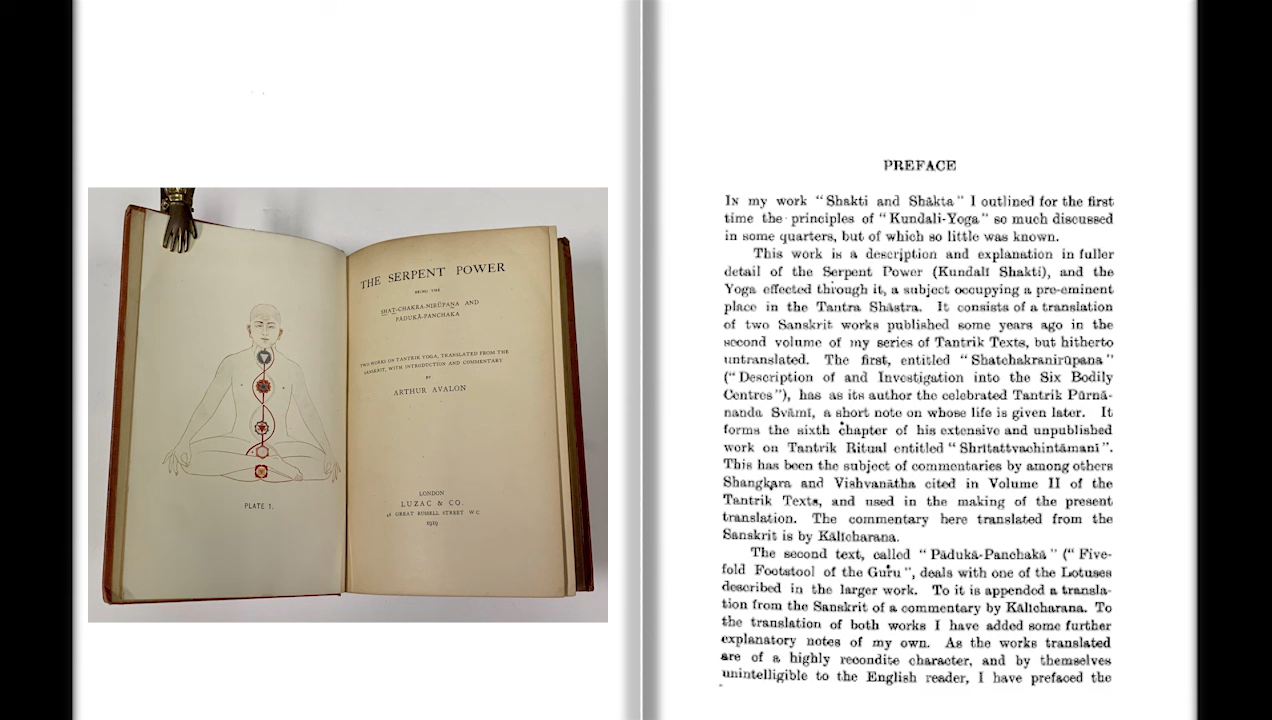 PLATE 1.
THE SERPENT POWER
BEING THE
SHAṬ-CHAKRA-NIRŪPAṆA AND
PĀDUKĀ-PANCHAKA
TWO WORKS ON TANTRIK YOGA, TRANSLATED FROM THE
SANSKRIT, WITH INTRODUCTION AND COMMENTARY
BY
ARTHUR AVALON
LONDON
LUZAC & CO.
46 GREAT RUSSELL STREET W C
1919
PREFACE
IN my work “Shakti and Shâkta” I outlined for the first
time the principles of “Kundali-Yoga” so much discussed
in some quarters, but of which so little was known.
This work is a description and explanation in fuller
detail of the Serpent Power (Kundalî Shakti), and the
Yoga effected through it, a subject occupying a pre-eminent
place in the Tantra Shâstra. It consists of a translation
of two Sanskrit works published some years ago in the
second volume of my series of Tantrik Texts, but hitherto
untranslated. The first, entitled “Shatchakranirûpana”
(“Description of and Investigation into the Six Bodily
Centres”), has as its author the celebrated Tantrik Pûrnâ-
nanda Svâmî, a short note on whose life is given later. It
forms the sixth chapter of his extensive and unpublished
work on Tantrik Ritual entitled “Shrîtattvachintâmanî”.
This has been the subject of commentaries by among others
Shangkara and Vishvanâtha cited in Volume II of the
Tantrik Texts, and used in the making of the present
translation. The commentary here translated from the
Sanskrit is by Kâlîcharana.
The second text, called “Pâdukâ-Panchakâ” (“Five-
fold Footstool of the Guru”, deals with one of the Lotuses
described in the larger work. To it is appended a transla-
tion from the Sanskrit of a commentary by Kâlîcharana. To
the translation of both works I have added some further
explanatory notes of my own. As the works translated
are of a highly recondite character, and by themselves
unintelligible to the English reader, I have prefaced the